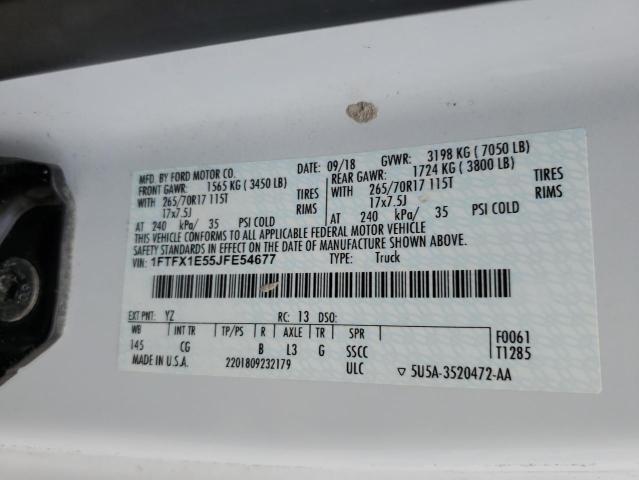 MFD. BY FORD MOTOR CO.
DATE: 09/18 GVWR: 3198 KG ( 7050 LB)
FRONT GAWR: 1565 KG ( 3450 LB)
REAR GAWR: 1724 KG ( 3800 LB)
WITH 265/70R17 115T TIRES
WITH 265/70R17 115T TIRES
17x7.5J RIMS
17x7.5J RIMS
AT 240 kPa/ 35 PSI COLD
AT 240 kPa/ 35 PSI COLD
THIS VEHICLE CONFORMS TO ALL APPLICABLE FEDERAL MOTOR VEHICLE
SAFETY STANDARDS IN EFFECT ON THE DATE OF MANUFACTURE SHOWN ABOVE.
VIN: 1FTFX1E55JFE54677 TYPE: Truck
EXT PNT: YZ RC: 13 DSO:
WB INT TR TP/PS R AXLE TR SPR F0061
145 CG B L3 G SSCC T1285
MADE IN U.S.A. 2201809232179 ULC ▽ 5U5A-3520472-AA